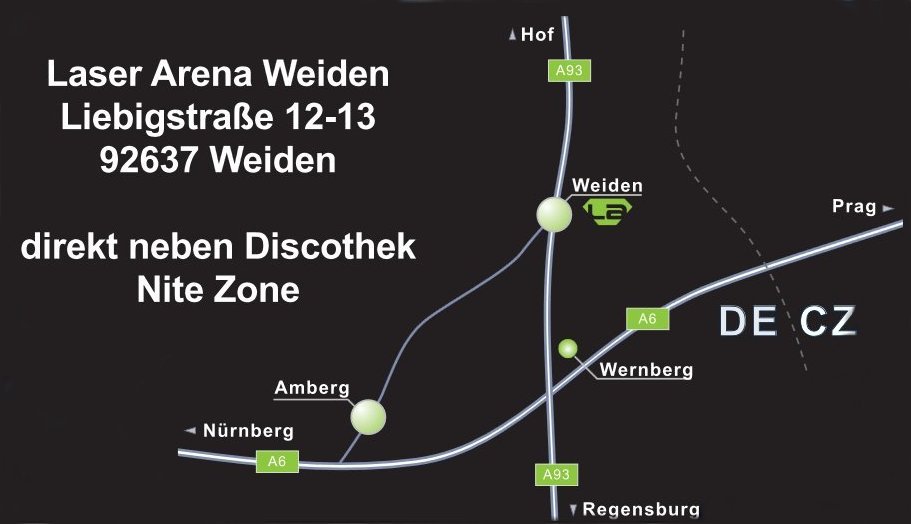 Laser Arena Weiden
Liebigstraße 12-13
92637 Weiden
direkt neben Discothek
Nite Zone
Hof
A93
Weiden
La
Prag
A6
DE CZ
Wernberg
Amberg
Nürnberg
A6
A93
Regensburg